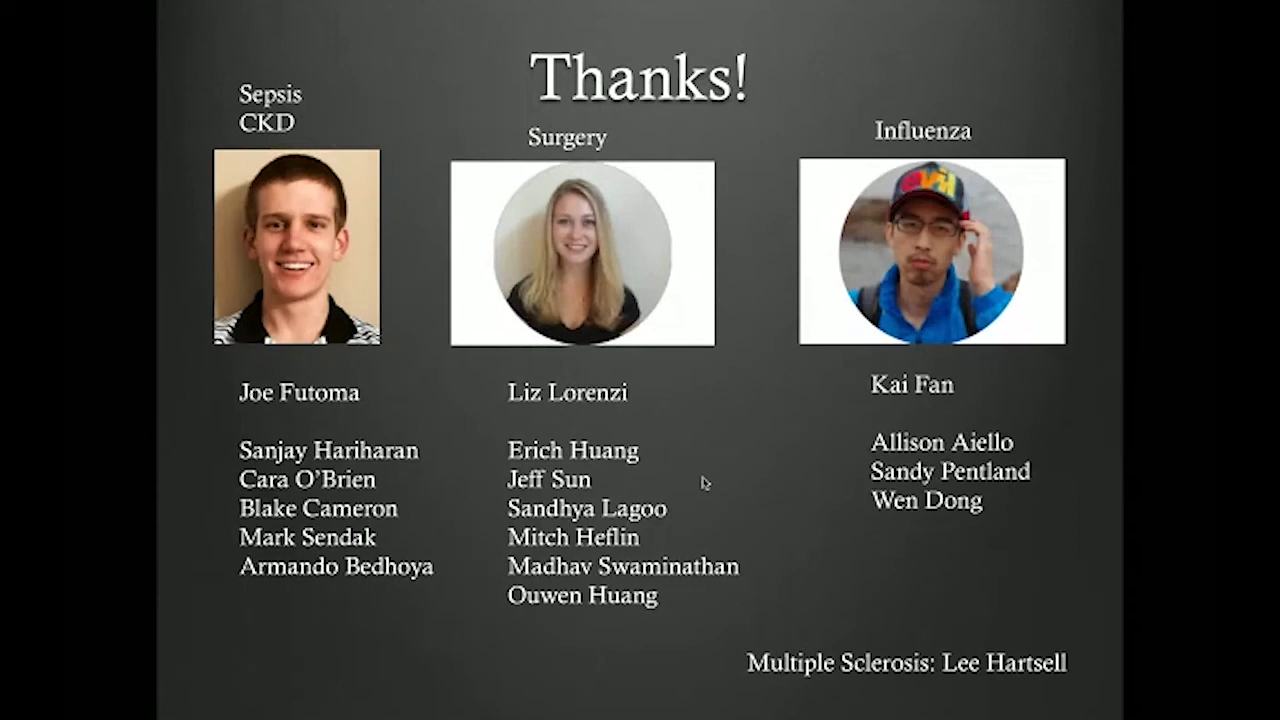 Thanks!
Sepsis
CKD
Surgery
Influenza
Joe Futoma
Sanjay Hariharan
Cara O'Brien
Blake Cameron
Mark Sendak
Armando Bedhoya
Liz Lorenzi
Erich Huang
Jeff Sun
Sandhya Lagoo
Mitch Heflin
Madhav Swaminathan
Ouwen Huang
Kai Fan
Allison Aiello
Sandy Pentland
Wen Dong
Multiple Sclerosis: Lee Hartsell